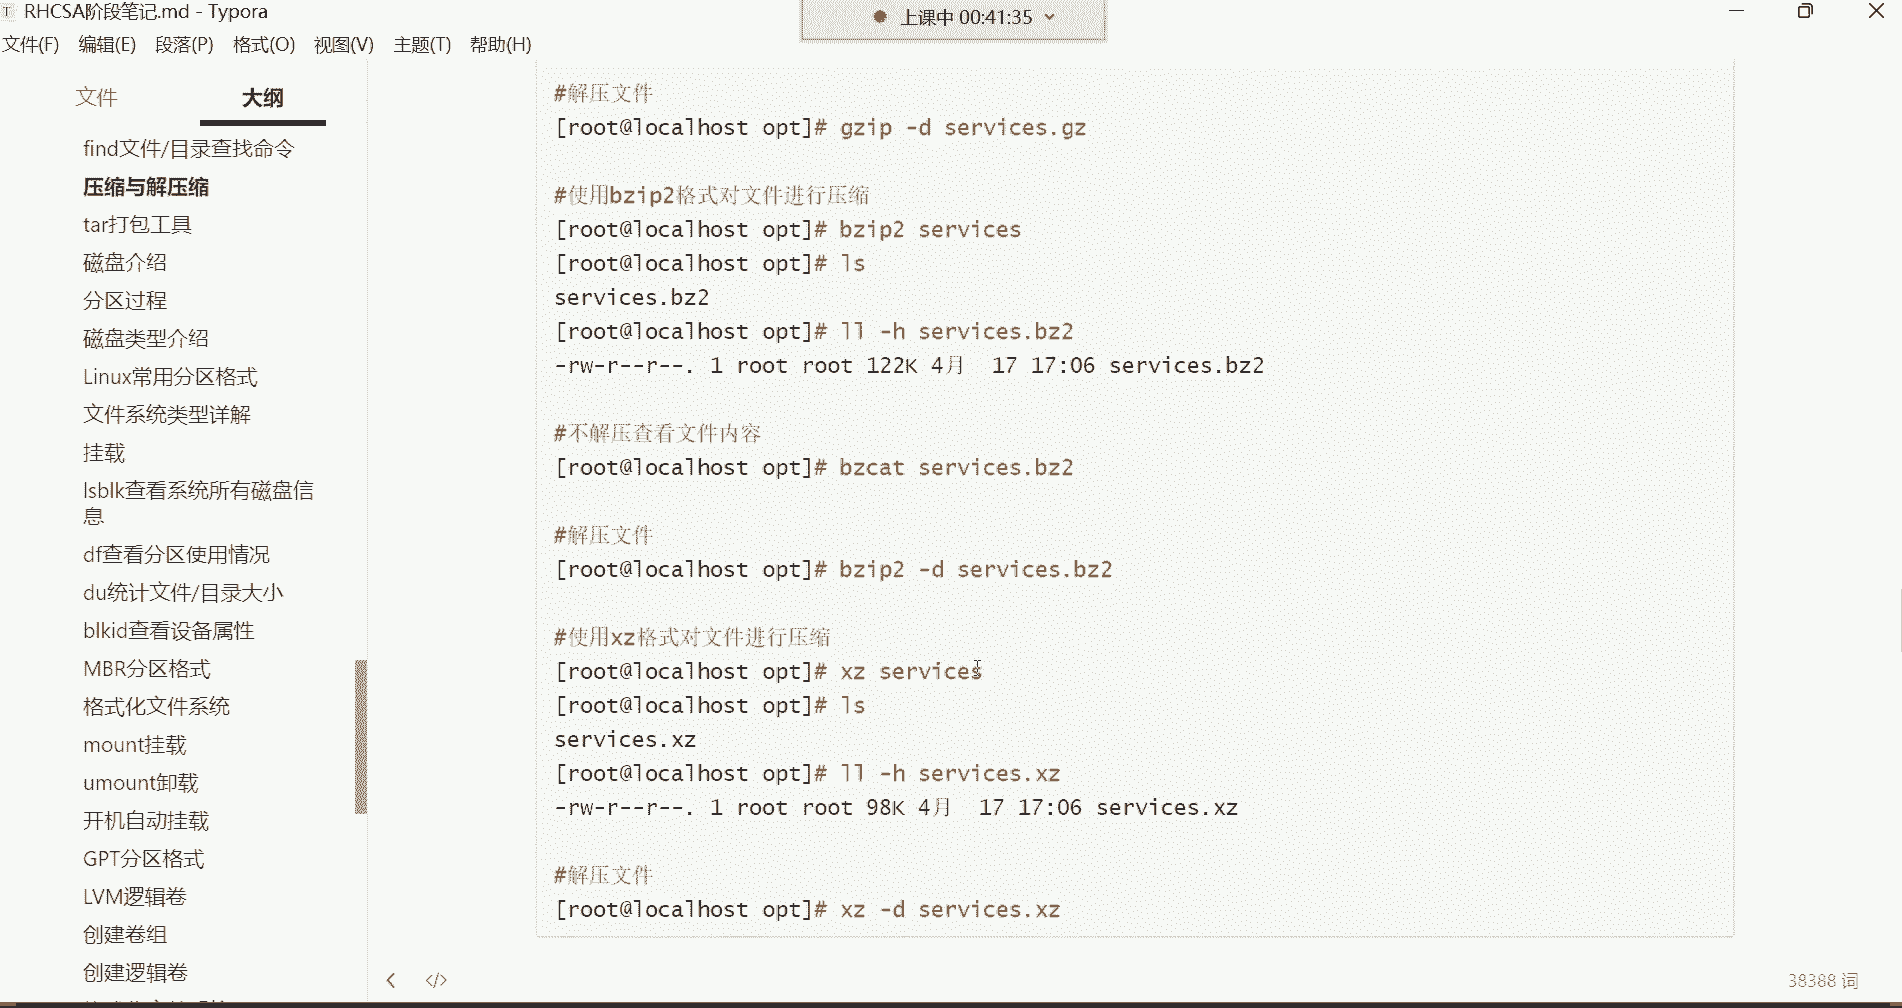 RHCSA阶段笔记.md - Typora
上课中 00:41:35
文件(F) 编辑(E) 段落(P) 格式(O) 视图(V) 主题(T) 帮助(H)
文件 大纲
find文件/目录查找命令
压缩与解压缩
tar打包工具
磁盘介绍
分区过程
磁盘类型介绍
Linux常用分区格式
文件系统类型详解
挂载
lsblk查看系统所有磁盘信
息
df查看分区使用情况
du统计文件/目录大小
blkid查看设备属性
MBR分区格式
格式化文件系统
mount挂载
umount卸载
开机自动挂载
GPT分区格式
LVM逻辑卷
创建卷组
创建逻辑卷
#解压文件
[root@localhost opt]# gzip -d services.gz
#使用bzip2格式对文件进行压缩
[root@localhost opt]# bzip2 services
[root@localhost opt]# ls
services.bz2
[root@localhost opt]# ll -h services.bz2
-rw-r--r--. 1 root root 122K 4月  17 17:06 services.bz2
#不解压查看文件内容
[root@localhost opt]# bzcat services.bz2
#解压文件
[root@localhost opt]# bzip2 -d services.bz2
#使用xz格式对文件进行压缩
[root@localhost opt]# xz services
[root@localhost opt]# ls
services.xz
[root@localhost opt]# ll -h services.xz
-rw-r--r--. 1 root root 98K 4月  17 17:06 services.xz
#解压文件
[root@localhost opt]# xz -d services.xz
38388 词